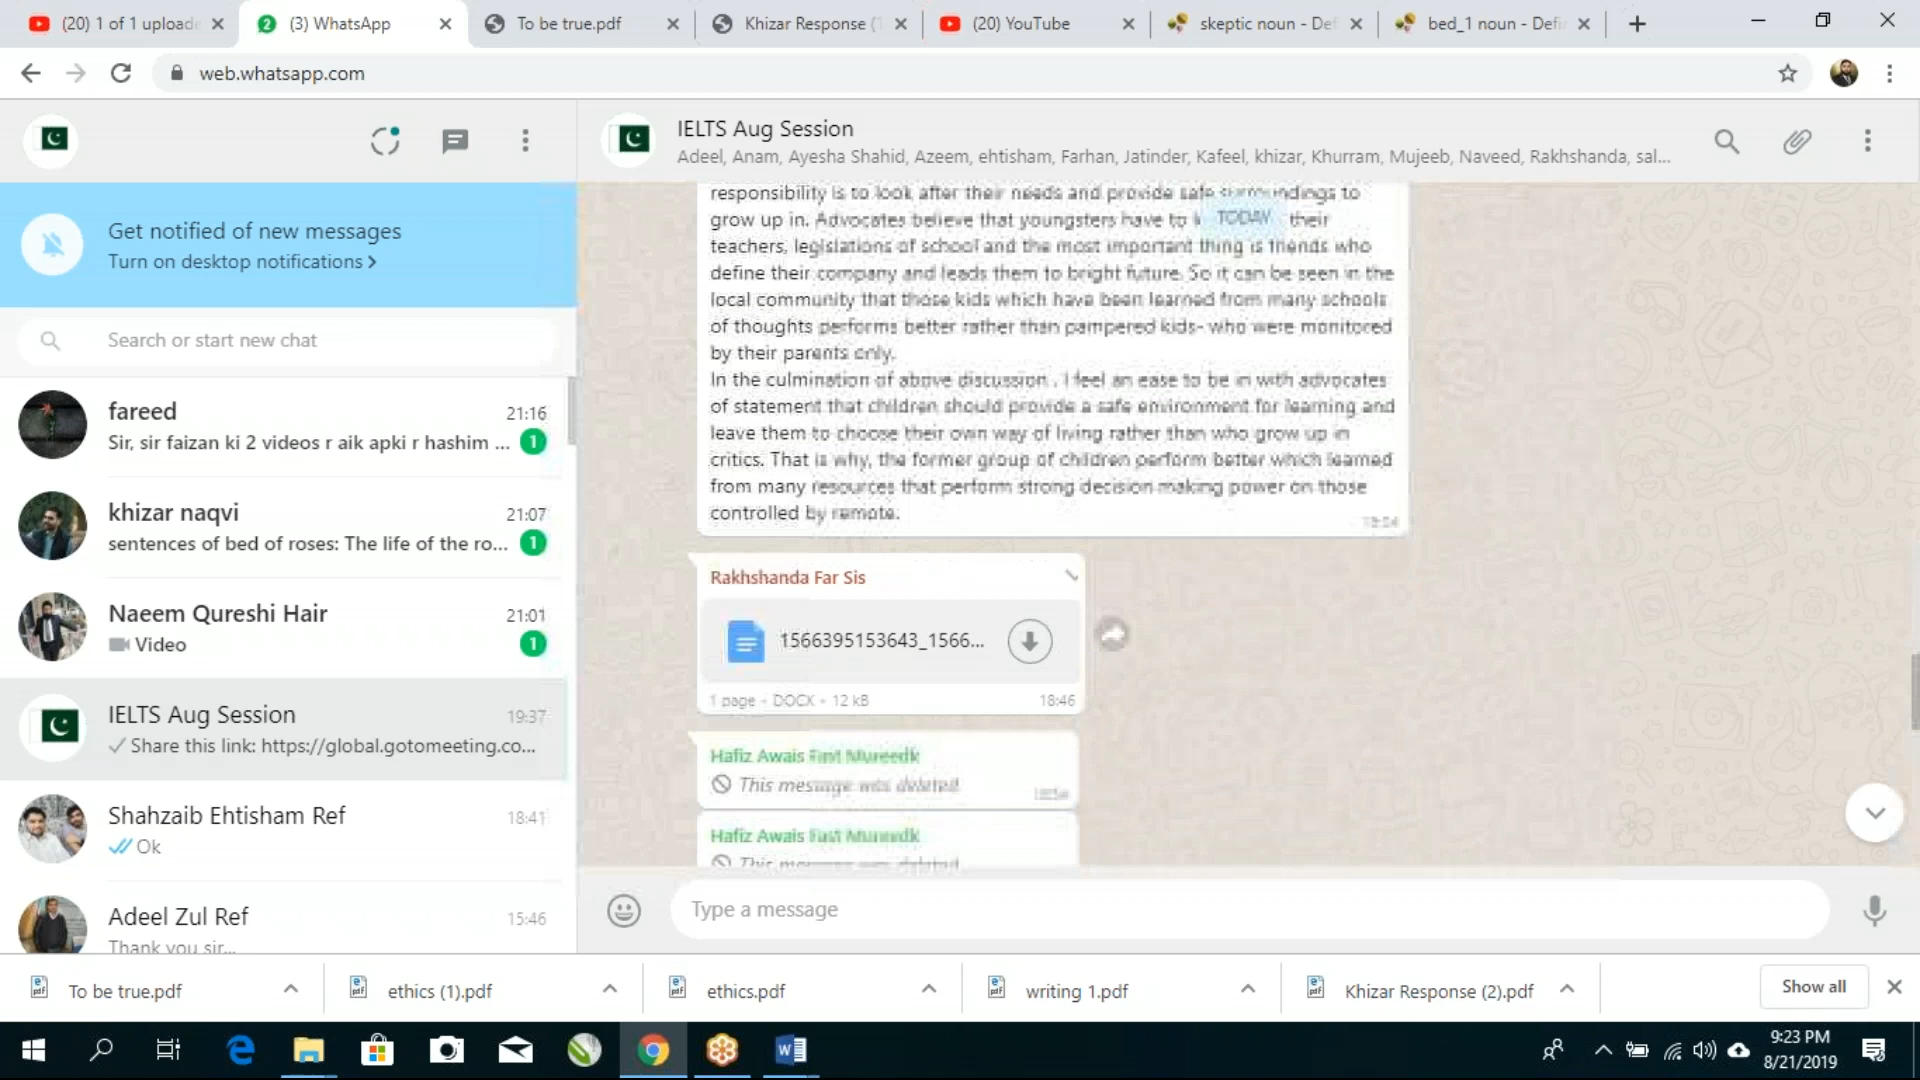 (20) 1 of 1 uploade
(3) WhatsApp
To be true.pdf
Khizar Response (1
(20) YouTube
skeptic noun - Def
bed_1 noun - Defin
web.whatsapp.com
Get notified of new messages
Turn on desktop notifications >
Search or start new chat
fareed
21:16
Sir, sir faizan ki 2 videos r aik apki r hashim ...
1
khizar naqvi
21:07
sentences of bed of roses: The life of the ro...
1
Naeem Qureshi Hair
21:01
Video
1
IELTS Aug Session
19:37
Share this link: https://global.gotomeeting.co...
Shahzaib Ehtisham Ref
18:41
Ok
Adeel Zul Ref
15:46
Thank you sir...
IELTS Aug Session
Adeel, Anam, Ayesha Shahid, Azeem, ehtisham, Farhan, Jatinder, Kafeel, khizar, Khurram, Mujeeb, Naveed, Rakhshanda, sal...
TODAY
responsibility is to look after their needs and provide safe surroundings to
grow up in. Advocates believe that youngsters have to their
teachers, legislations of school and the most important thing is friends who
define their company and leads them to bright future. So it can be seen in the
local community that those kids which have been learned from many schools
of thoughts performs better rather than pampered kids- who were monitored
by their parents only.
In the culmination of above discussion , I feel an ease to be in with advocates
of statement that children should provide a safe environment for learning and
leave them to choose their own way of living rather than who grow up in
critics. That is why, the former group of children perform better which learned
from many resources that perform strong decision making power on those
controlled by remote.
Rakhshanda Far Sis
1566395153643_1566...
1 page - DOCX - 12 kB
18:46
Hafiz Awais
This message was deleted
Hafiz Awais
This message was deleted
Type a message
To be true.pdf
ethics (1).pdf
ethics.pdf
writing 1.pdf
Khizar Response (2).pdf
Show all
9:23 PM
8/21/2019